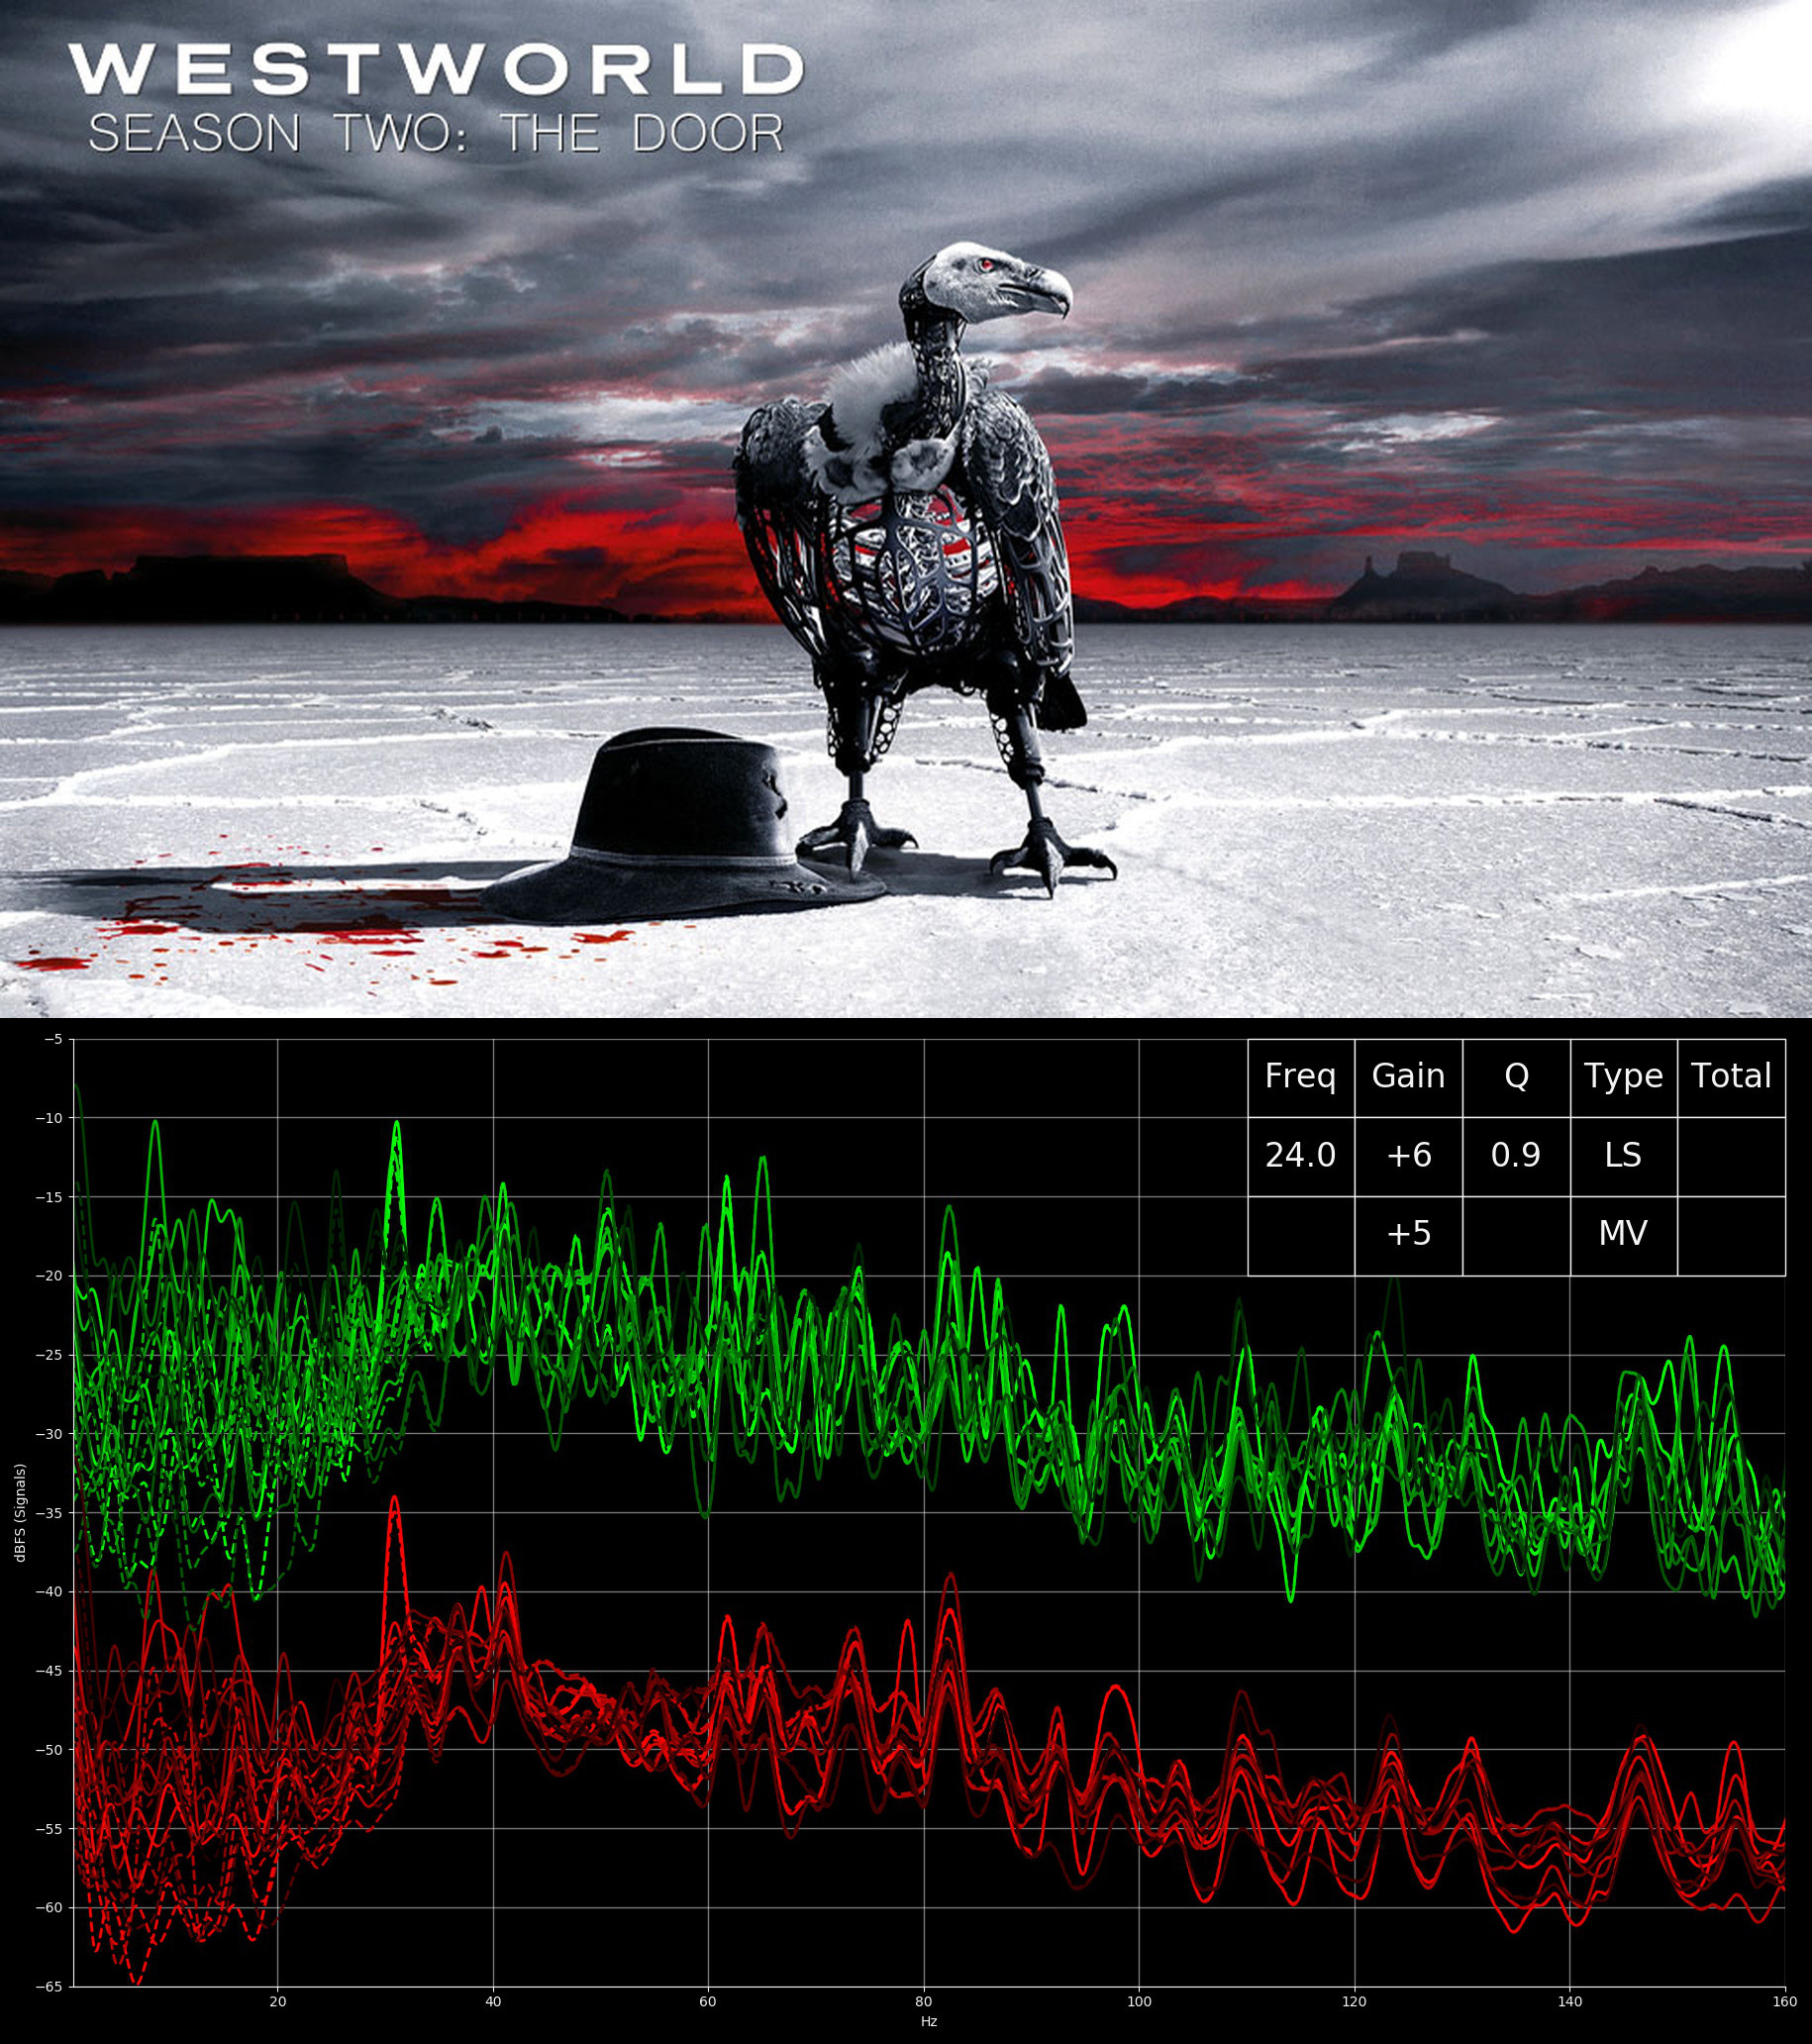 WESTWORLD
SEASON TWO: THE DOOR
Freq Gain Q Type Total
24.0 +6 0.9 LS
+5 MV
−5
−10
−15
−20
−25
−30
−35
−40
−45
−50
−55
−60
−65
dBFS (Signals)
20 40 60 80 100 120 140 160
Hz